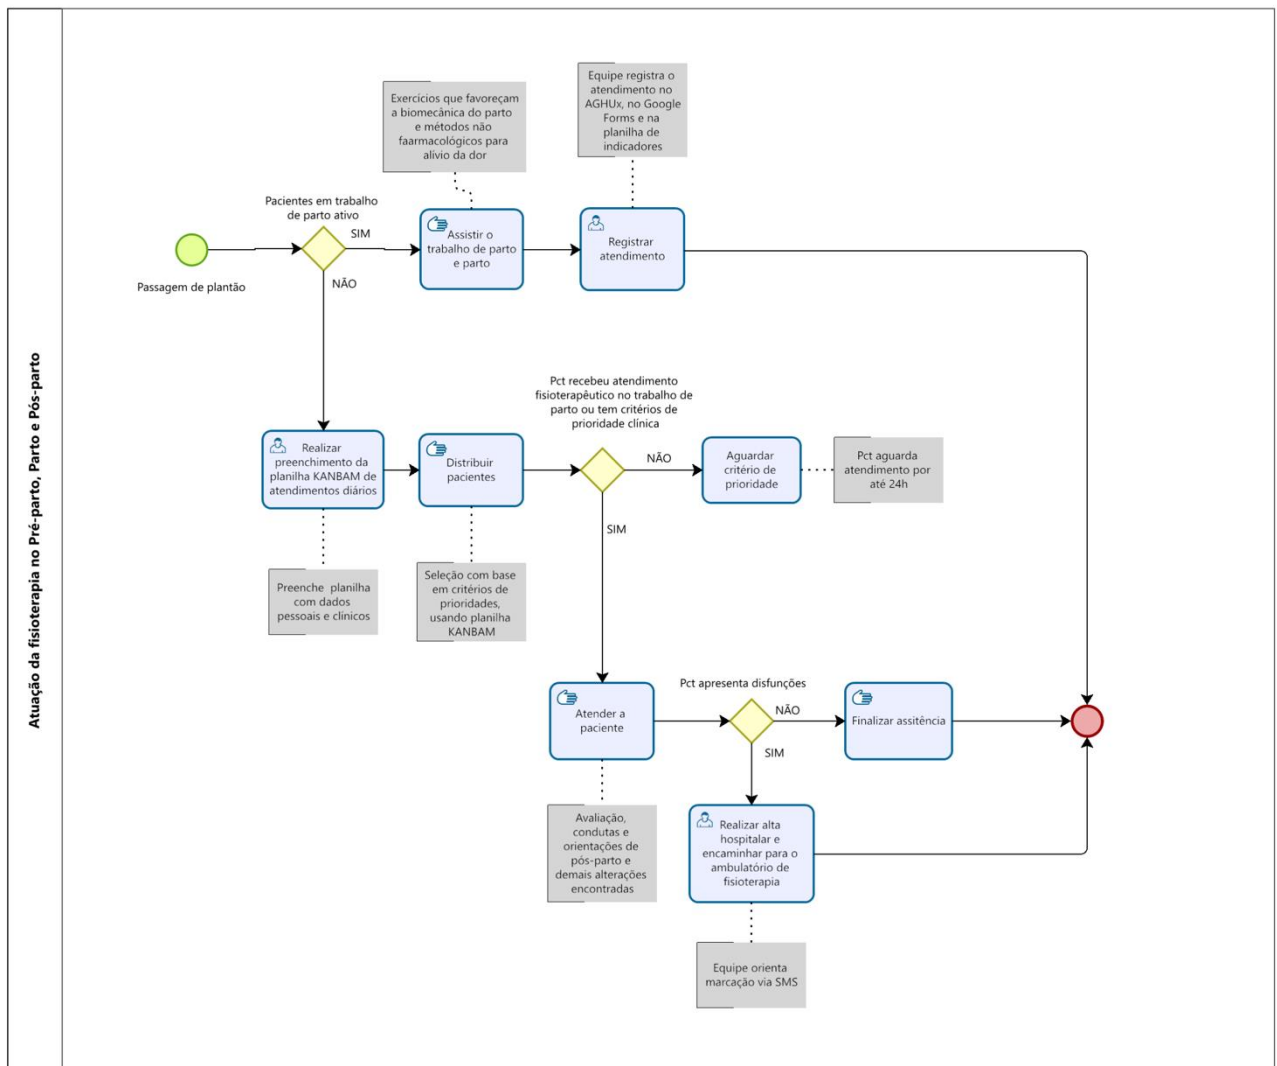 Atuação da fisioterapia no Pré-parto, Parto e Pós-parto
Equipe registra o
atendimento no
AGHUx, no Google
Forms e na
planilha de
indicadores
Exercícios que favoreçam
a biomecânica do parto
e métodos não
faarmacológicos para
alívio da dor
Pacientes em trabalho
de parto ativo
SIM
Assistir o
trabalho de parto
e parto
Registrar
atendimento
Passagem de plantão
NÃO
Pct recebeu atendimento
fisioterapêutico no trabalho de
parto ou tem critérios de
prioridade clínica
Realizar
preenchimento da
planilha KANBAM de
atendimentos diários
Distribuir
pacientes
NÃO
Aguardar
critério de
prioridade
Pct aguarda
atendimento por
até 24h
SIM
Preenche planilha
com dados
pessoais e clínicos
Seleção com base
em critérios de
prioridades,
usando planilha
KANBAM
Atender a
paciente
Pct apresenta disfunções
NÃO
Finalizar assitência
SIM
Avaliação,
condutas e
orientações de
pós-parto e
demais alterações
encontradas
Realizar alta
hospitalar e
encaminhar para o
ambulatório de
fisioterapia
Equipe orienta
marcação via SMS